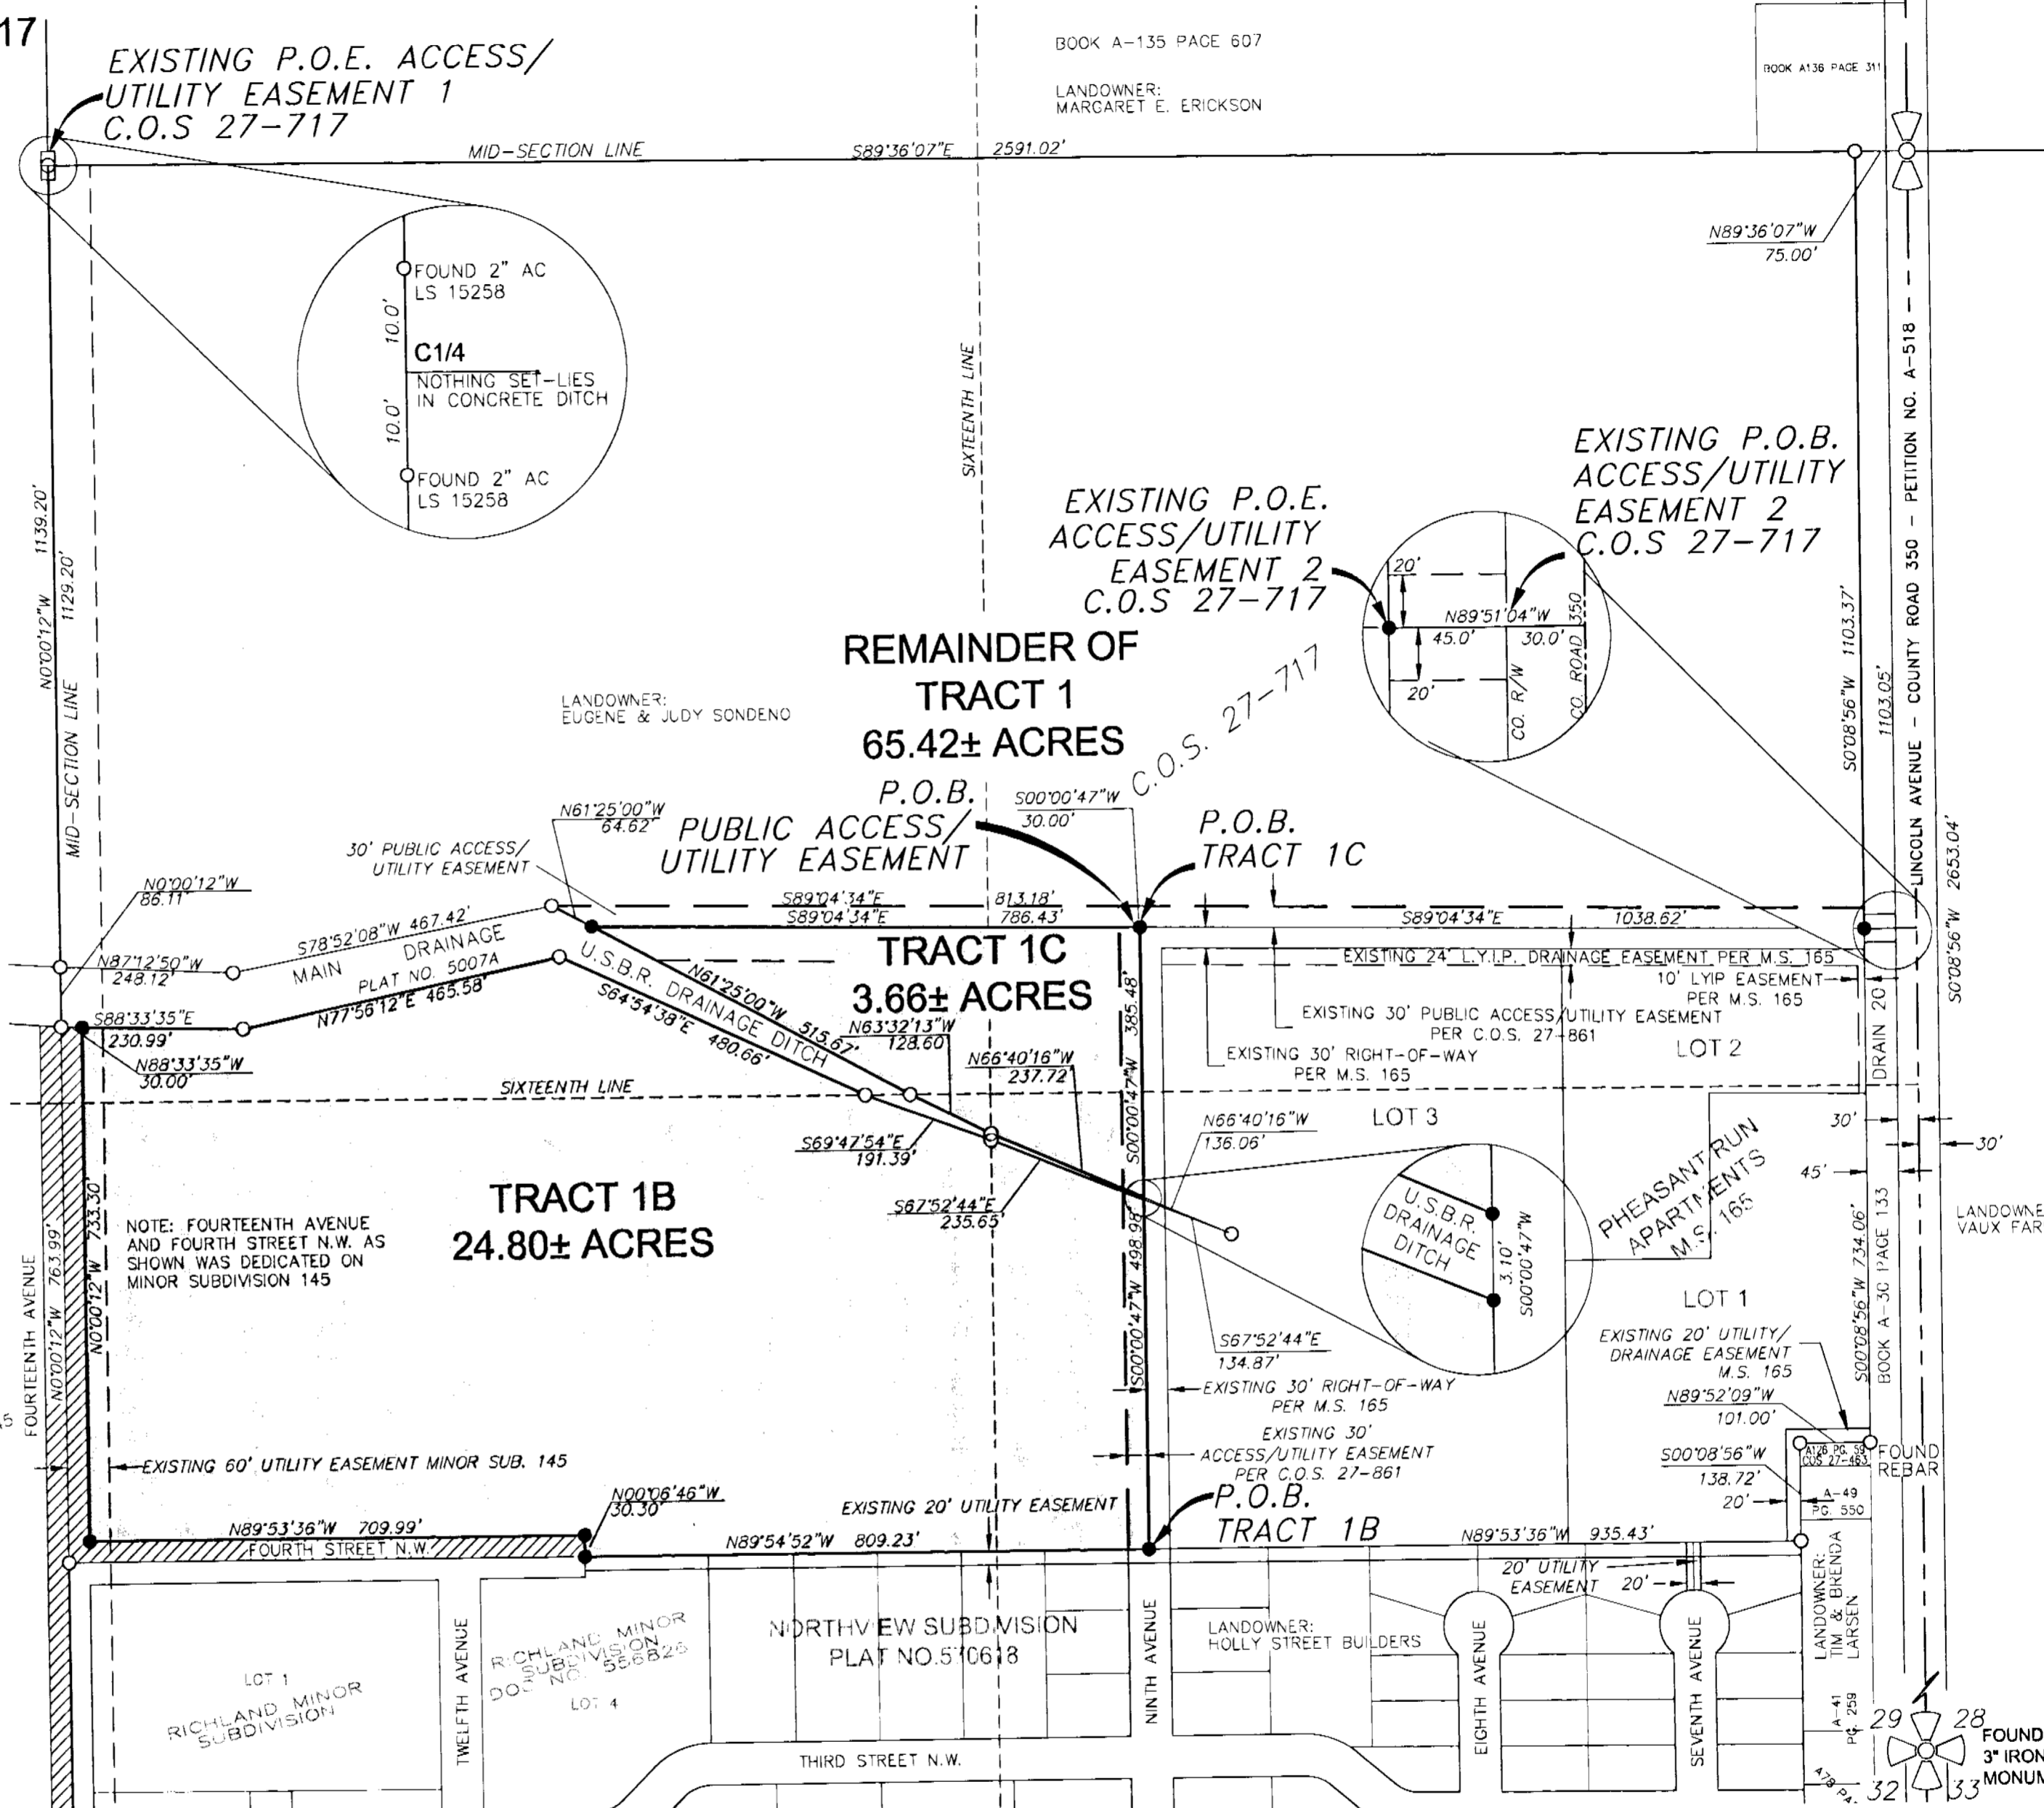 17
EXISTING P.O.E. ACCESS/
UTILITY EASEMENT 1
C.O.S 27-717
BOOK A-135 PAGE 607
LANDOWNER:
MARGARET E. ERICKSON
BOOK A136 PAGE 311
MID-SECTION LINE
S89°36'07"E 2591.02'
N89°36'07"W
75.00'
FOUND 2" AC
LS 15258
10.0'
C1/4
NOTHING SET-LIES
IN CONCRETE DITCH
10.0'
FOUND 2" AC
LS 15258
SIXTEENTH LINE
N0°00'12"W 1139.20'
MID-SECTION LINE 1129.20'
EXISTING P.O.E.
ACCESS/UTILITY
EASEMENT 2
C.O.S 27-717
EXISTING P.O.B.
ACCESS/UTILITY
EASEMENT 2
C.O.S 27-717
20'
N89°51'04"W
45.0' 30.0'
20'
CO. R/W
CO. ROAD 350
S0°08'56"W 1103.37'
1103.05'
LINCOLN AVENUE - COUNTY ROAD 350 - PETITION NO. A-518
S0°08'56"W 2653.04'
REMAINDER OF
TRACT 1
65.42± ACRES
LANDOWNER:
EUGENE & JUDY SONDENO
C.O.S. 27-717
P.O.B.
PUBLIC ACCESS/
UTILITY EASEMENT
S00°00'47"W
30.00'
P.O.B.
TRACT 1C
N61°25'00"W
64.62'
30' PUBLIC ACCESS/
UTILITY EASEMENT
N0°00'12"W
86.11'
S89°04'34"E 813.18'
S89°04'34"E 786.43'
S89°04'34"E 1038.62'
S78°52'08"W 467.42'
MAIN DRAINAGE
PLAT NO. 5007A
N77°56'12"E 465.58'
N87°12'50"W
248.12'
S88°33'35"E
230.99'
N88°33'35"W
30.00'
TRACT 1C
3.66± ACRES
U.S.B.R. DRAINAGE DITCH
N61°25'00"W 515.67'
S64°54'38"E 480.66'
N63°32'13"W
128.60'
N66°40'16"W
237.72'
S00°00'47"W 385.48'
EXISTING 24' L.Y.I.P. DRAINAGE EASEMENT PER M.S. 165
10' LYIP EASEMENT
PER M.S. 165
EXISTING 30' PUBLIC ACCESS/UTILITY EASEMENT
PER C.O.S. 27-861
EXISTING 30' RIGHT-OF-WAY
PER M.S. 165
LOT 2
DRAIN 20
SIXTEENTH LINE
S69°47'54"E
191.39'
S67°52'44"E
235.65'
N66°40'16"W
136.06'
LOT 3
30'
30'
45'
TRACT 1B
24.80± ACRES
NOTE: FOURTEENTH AVENUE
AND FOURTH STREET N.W. AS
SHOWN WAS DEDICATED ON
MINOR SUBDIVISION 145
FOURTEENTH AVENUE
N0°00'12"W 763.99'
N0°00'12"W 733.30'
S00°00'47"W 498.98'
U.S.B.R.
DRAINAGE
DITCH
3.10'
S00°00'47"W
PHEASANT RUN
APARTMENTS
M.S. 165
LANDOWNE
VAUX FAR
LOT 1
S00°08'56"W 734.06'
BOOK A-30 PAGE 133
S67°52'44"E
134.87'
EXISTING 30' RIGHT-OF-WAY
PER M.S. 165
EXISTING 30'
ACCESS/UTILITY EASEMENT
PER C.O.S. 27-861
EXISTING 20' UTILITY/
DRAINAGE EASEMENT
M.S. 165
N89°52'09"W
101.00'
S00°08'56"W
138.72'
20'
A126 PG. 59
COS 27-463
FOUND
REBAR
A-49
PG. 550
EXISTING 60' UTILITY EASEMENT MINOR SUB. 145
N00°06'46"W
30.30'
EXISTING 20' UTILITY EASEMENT
P.O.B.
TRACT 1B
N89°53'36"W 709.99'
FOURTH STREET N.W.
N89°54'52"W 809.23'
N89°53'36"W 935.43'
20' UTILITY
EASEMENT
20'
LANDOWNER:
TIM & BRENDA
LARSEN
LOT 1
RICHLAND MINOR
SUBDIVISION
TWELFTH AVENUE
RICHLAND MINOR
SUBDIVISION
DOC NO. 556826
LOT 4
NORTHVIEW SUBDIVISION
PLAT NO.510618
NINTH AVENUE
LANDOWNER:
HOLLY STREET BUILDERS
EIGHTH AVENUE
SEVENTH AVENUE
A-41
PG. 259
THIRD STREET N.W.
29 28
32 33
FOUND
3" IRON
MONUM